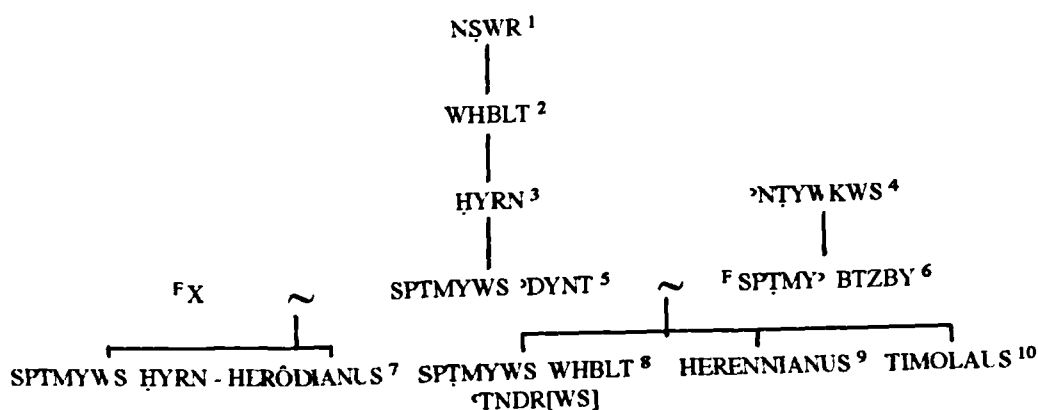 NṢWR 1
WHBLT 2
ḤYRN 3 ʾNṬYWKWS 4
F X ~ SPTMYWS ʾDYNT 5 ~ F SPṬMYʾ BTZBY 6
SPTMYWS ḤYRN - HERÔDIANUS 7 SPṬMYWS WHBLT 8 HERENNIANUS 9 TIMOLAUS 10
ʿTNDR[WS]